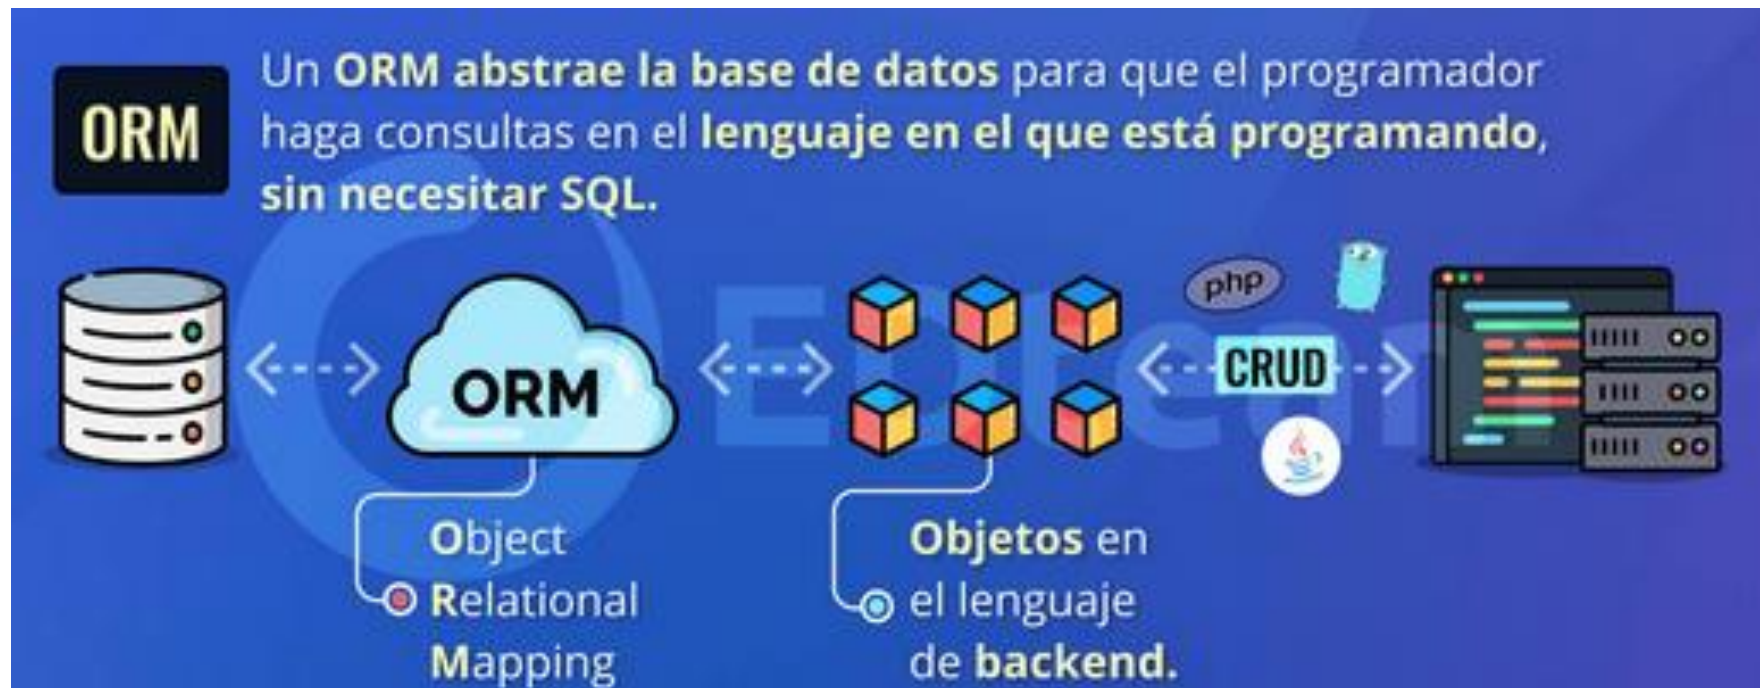 ORM
Un ORM abstrae la base de datos para que el programador
haga consultas en el lenguaje en el que está programando,
sin necesitar SQL.
EDteam
php
ORM
CRUD
Object
Relational
Mapping
Objetos en
el lenguaje
de backend.